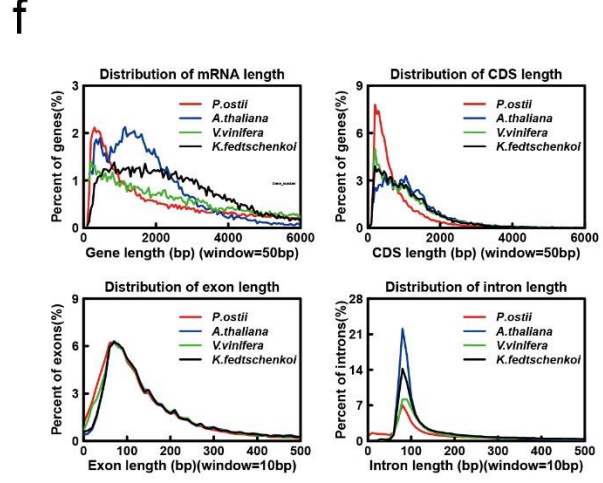 f
Distribution of mRNA length
Percent of genes(%)
3
2
1
0
P.ostii
A.thaliana
V.vinifera
K.fedtschenkoi
0 2000 4000 6000
Gene length (bp) (window=50bp)
Distribution of CDS length
Percent of genes(%)
9
6
3
0
P.ostii
A.thaliana
V.vinifera
K.fedtschenkoi
0 2000 4000 6000
CDS length (bp) (window=50bp)
Distribution of exon length
Percent of exons(%)
9
6
3
0
P.ostii
A.thaliana
V.vinifera
K.fedtschenkoi
0 100 200 300 400 500
Exon length (bp)(window=10bp)
Distribution of intron length
Percent of introns(%)
28
21
14
7
0
P.ostii
A.thaliana
V.vinifera
K.fedtschenkoi
0 100 200 300 400 500
Intron length (bp)(window=10bp)